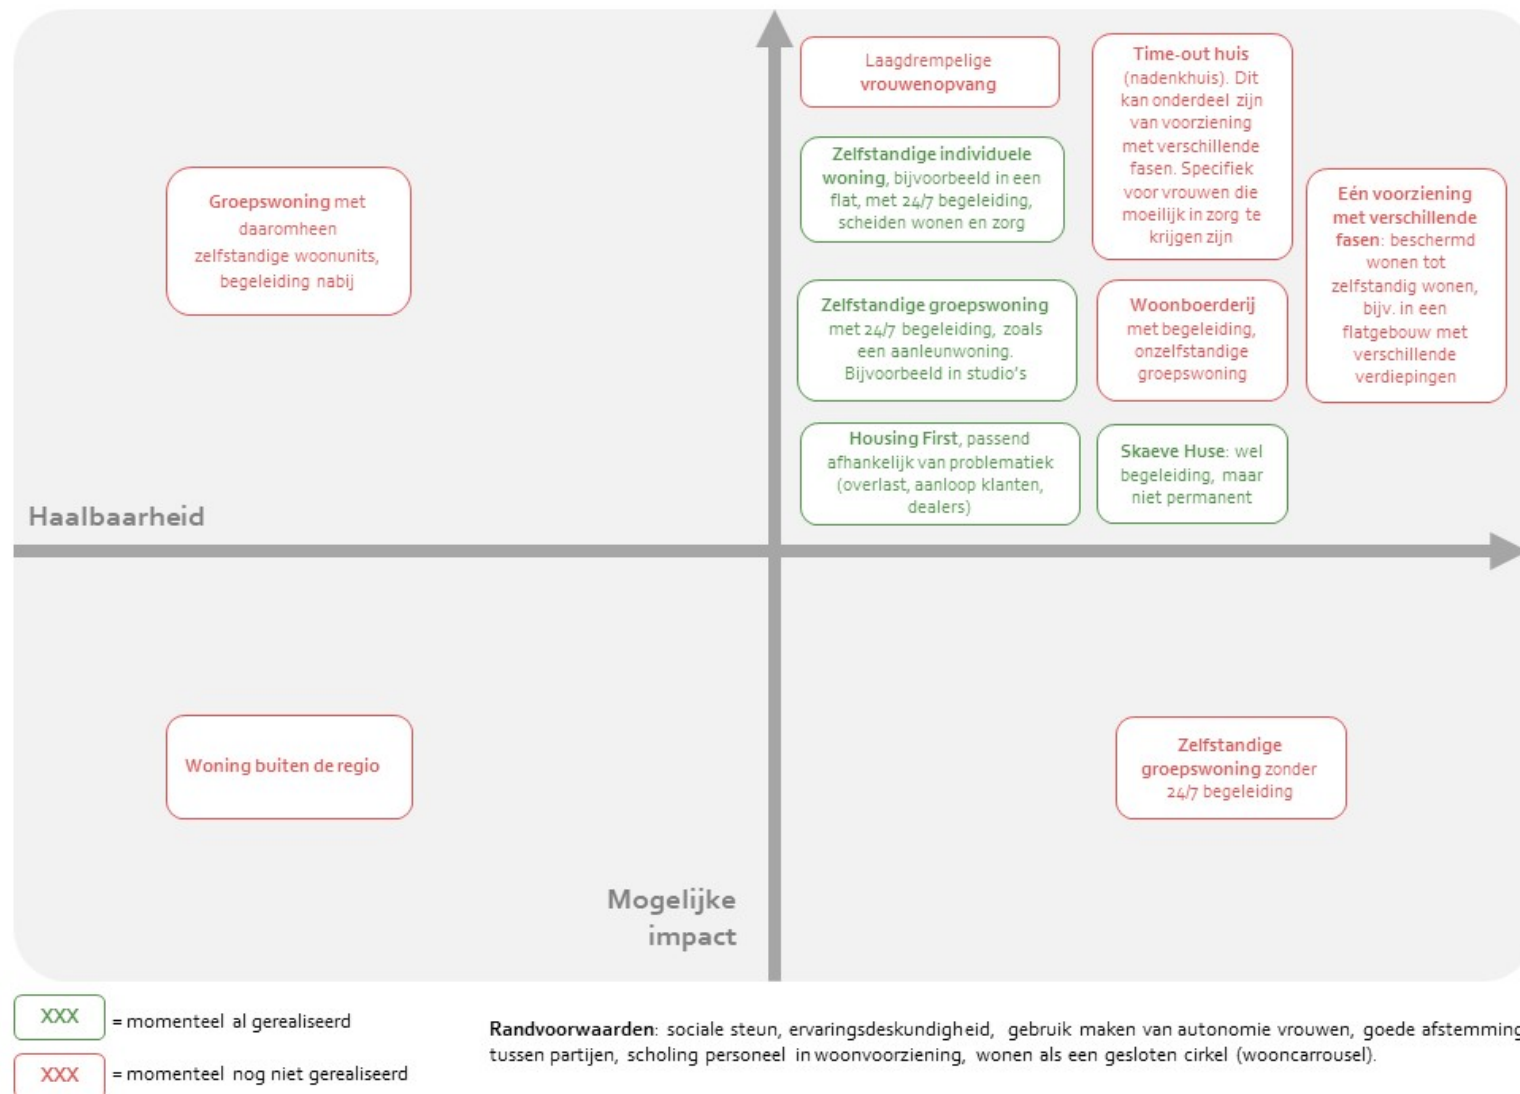 Laagdrempelige
vrouwenopvang
Time-out huis
(nadenkhuis). Dit
kan onderdeel zijn
van voorziening
met verschillende
fasen. Specifiek
voor vrouwen die
moeilijk in zorg te
krijgen zijn
Zelfstandige individuele
woning, bijvoorbeeld in een
flat, met 24/7 begeleiding,
scheiden wonen en zorg
Groepswoning met
daaromheen
zelfstandige woonunits,
begeleiding nabij
Eén voorziening
met verschillende
fasen: beschermd
wonen tot
zelfstandig wonen,
bijv. in een
flatgebouw met
verschillende
verdiepingen
Zelfstandige groepswoning
met 24/7 begeleiding, zoals
een aanleunwoning.
Bijvoorbeeld in studio's
Woonboerderij
met begeleiding,
onzelfstandige
groepswoning
Housing First, passend
afhankelijk van problematiek
(overlast, aanloop klanten,
dealers)
Skaeve Huse: wel
begeleiding, maar
niet permanent
Haalbaarheid
Woning buiten de regio
Zelfstandige
groepswoning zonder
24/7 begeleiding
Mogelijke
impact
XXX = momenteel al gerealiseerd
XXX = momenteel nog niet gerealiseerd
Randvoorwaarden: sociale steun, ervaringsdeskundigheid, gebruik maken van autonomie vrouwen, goede afstemming
tussen partijen, scholing personeel in woonvoorziening, wonen als een gesloten cirkel (wooncarrousel).